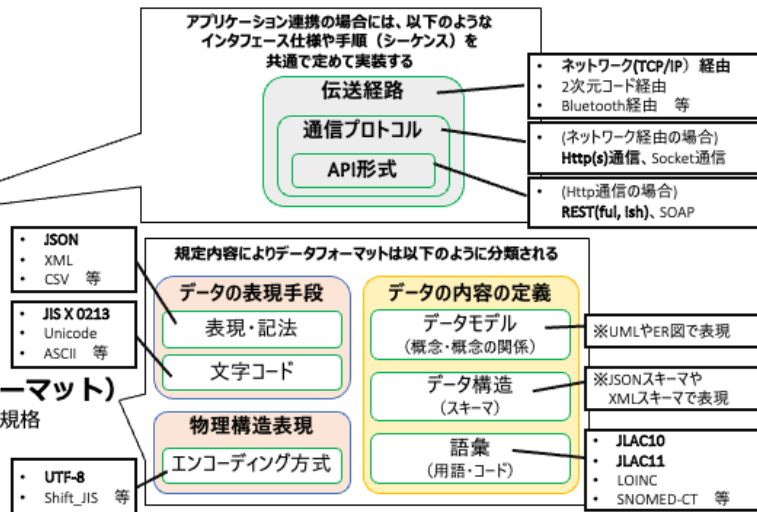 アプリケーション連携の場合には、以下のような
インタフェース仕様や手順（シーケンス）を
共通で定めて実装する
伝送経路
通信プロトコル
API形式
• ネットワーク(TCP/IP）経由
• 2次元コード経由
• Bluetooth経由　等
• (ネットワーク経由の場合)
Http(s)通信、Socket通信
• (Http通信の場合)
REST(ful, ish)、SOAP
• JSON
• XML
• CSV　等
• JIS X 0213
• Unicode
• ASCII　等
ーマット）
規格
• UTF-8
• Shift_JIS　等
規定内容によりデータフォーマットは以下のように分類される
データの表現手段
表現・記法
文字コード
物理構造表現
エンコーディング方式
データの内容の定義
データモデル
（概念・概念の関係）
データ構造
（スキーマ）
語彙
（用語・コード）
※UMLやER図で表現
※JSONスキーマや
XMLスキーマで表現
• JLAC10
• JLAC11
• LOINC
• SNOMED-CT　等